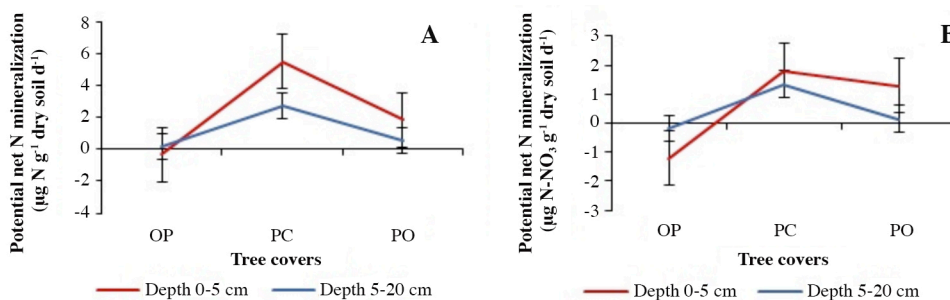 A
Potential net N mineralization
(µg N g-1 dry soil d-1)
8
6
4
2
0
-2
-4
OP PC PO
Tree covers
Depth 0-5 cm Depth 5-20 cm
Potential net N mineralization
(µg N-NO3 g-1 dry soil d-1)
3
2
1
0
-1
-2
-3
OP PC PO
Tree covers
Depth 0-5 cm Depth 5-20 cm